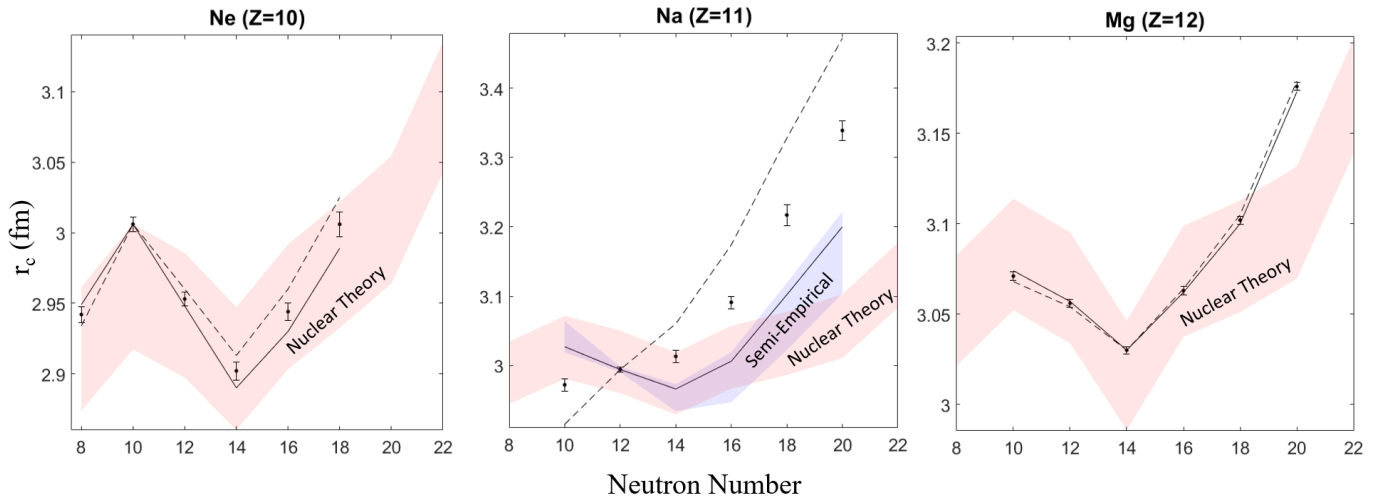 Ne (Z=10)
Na (Z=11)
Mg (Z=12)
r_c (fm)
3.1
3.05
3
2.95
2.9
8 10 12 14 16 18 20 22
Nuclear Theory
3.4
3.3
3.2
3.1
3
8 10 12 14 16 18 20 22
Semi-Empirical
Nuclear Theory
3.2
3.15
3.1
3.05
3
8 10 12 14 16 18 20 22
Nuclear Theory
Neutron Number